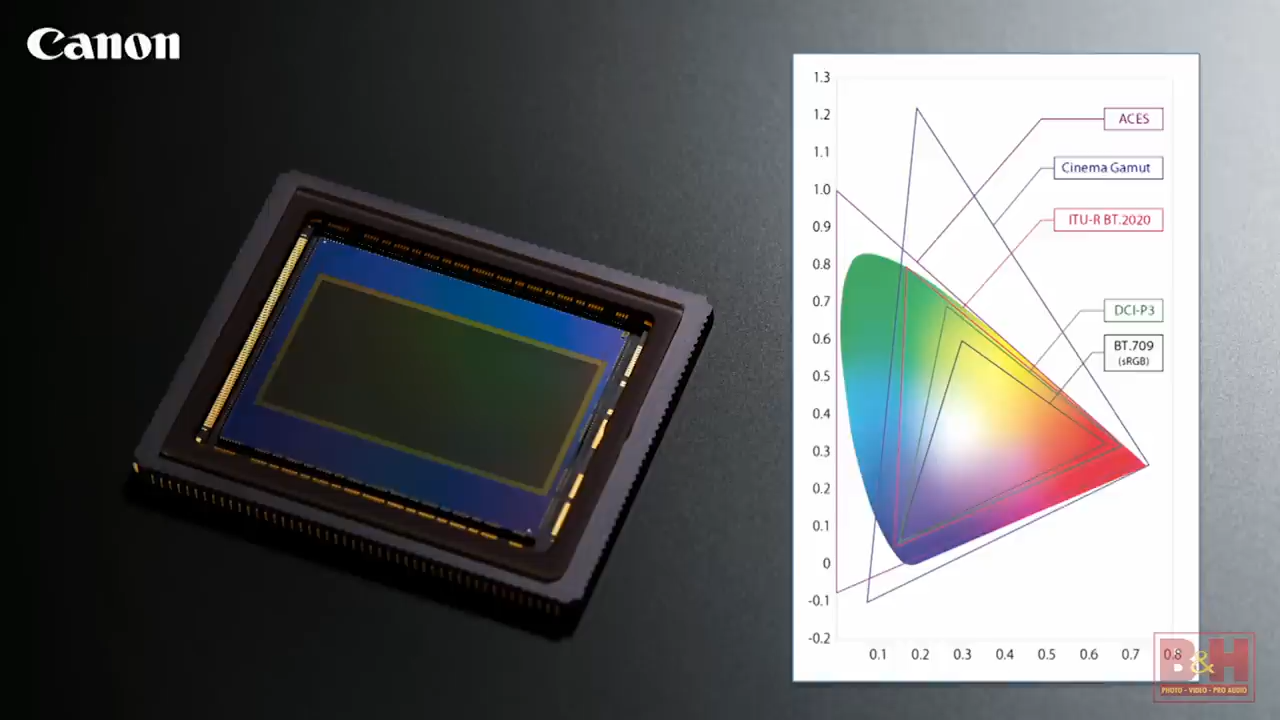 Canon
1.3
1.2
1.1
1.0
0.9
0.8
0.7
0.6
0.5
0.4
0.3
0.2
0.1
0
-0.1
-0.2
0.1 0.2 0.3 0.4 0.5 0.6 0.7 0.8
ACES
Cinema Gamut
ITU-R BT.2020
DCI-P3
BT.709
(sRGB)
B&H
PHOTO - VIDEO - PRO AUDIO